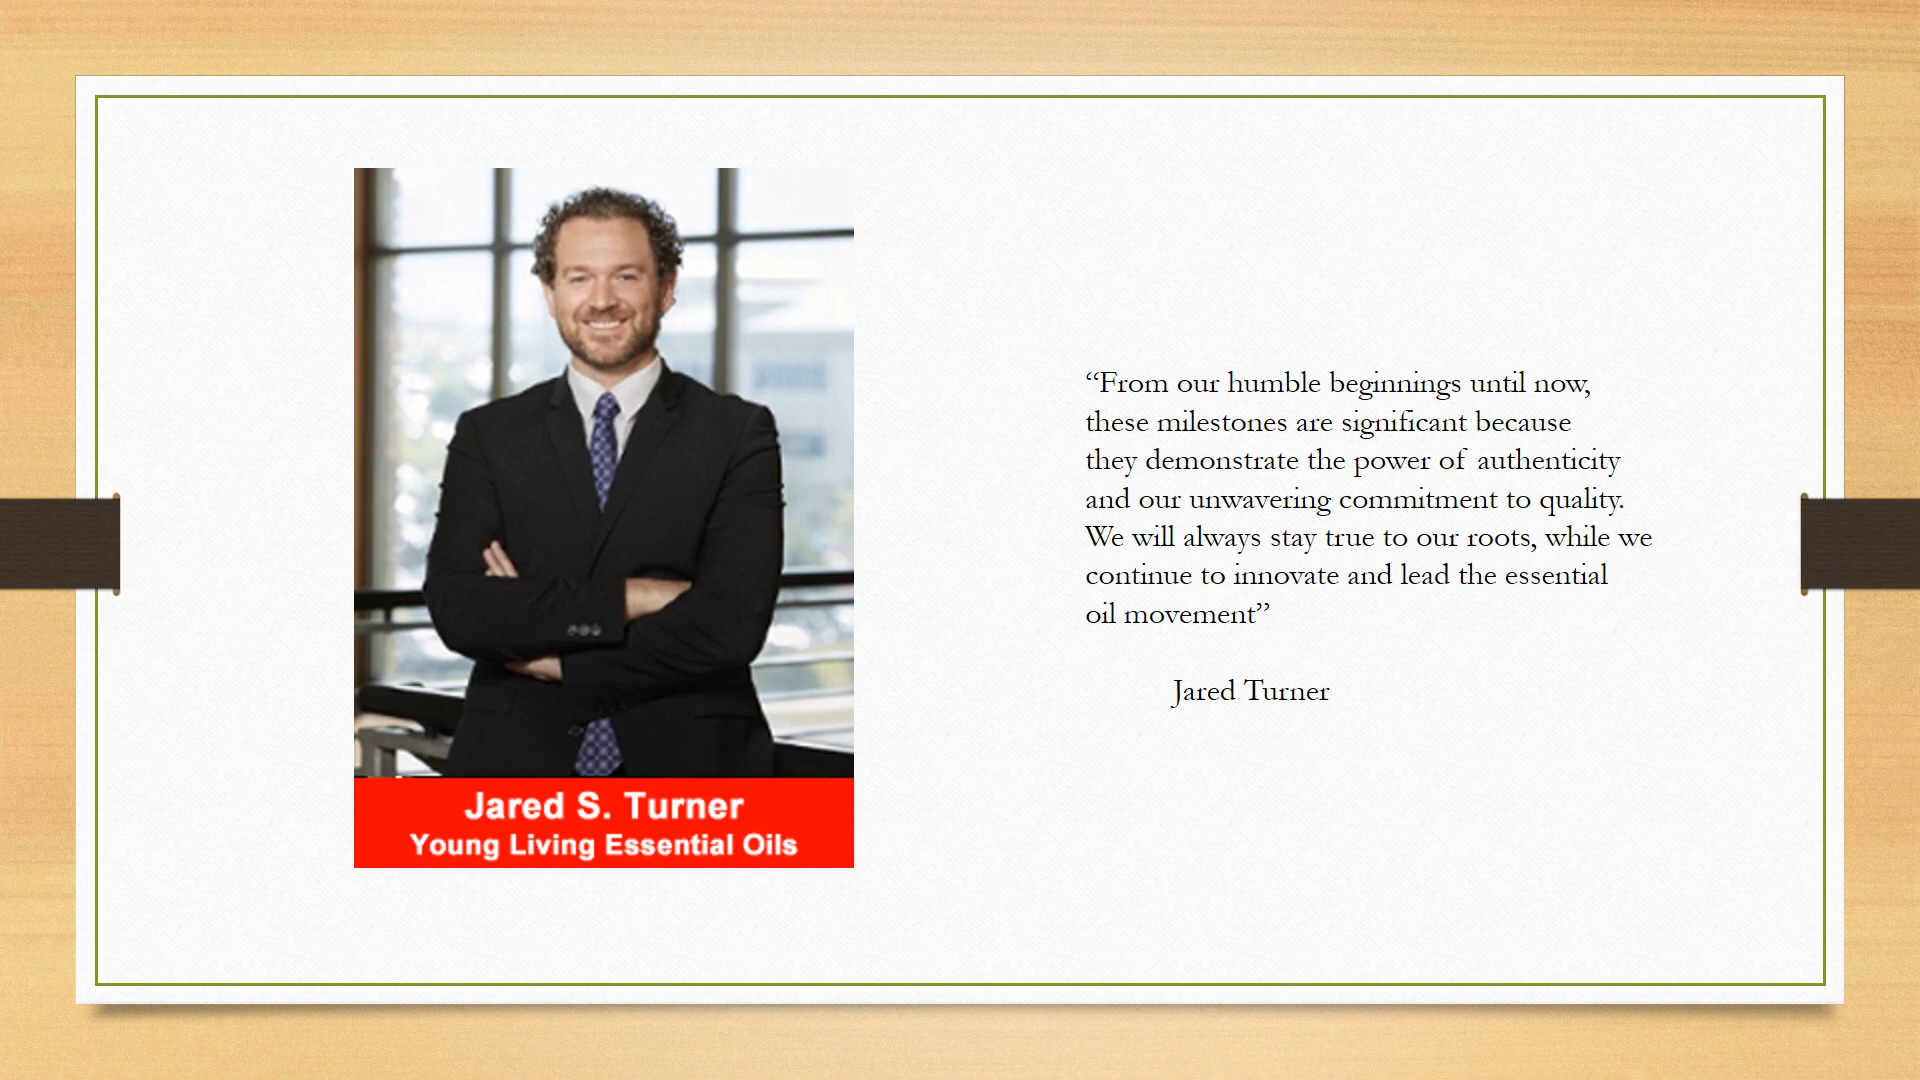 Jared S. Turner
Young Living Essential Oils
“From our humble beginnings until now,
these milestones are significant because
they demonstrate the power of authenticity
and our unwavering commitment to quality.
We will always stay true to our roots, while we
continue to innovate and lead the essential
oil movement”
Jared Turner